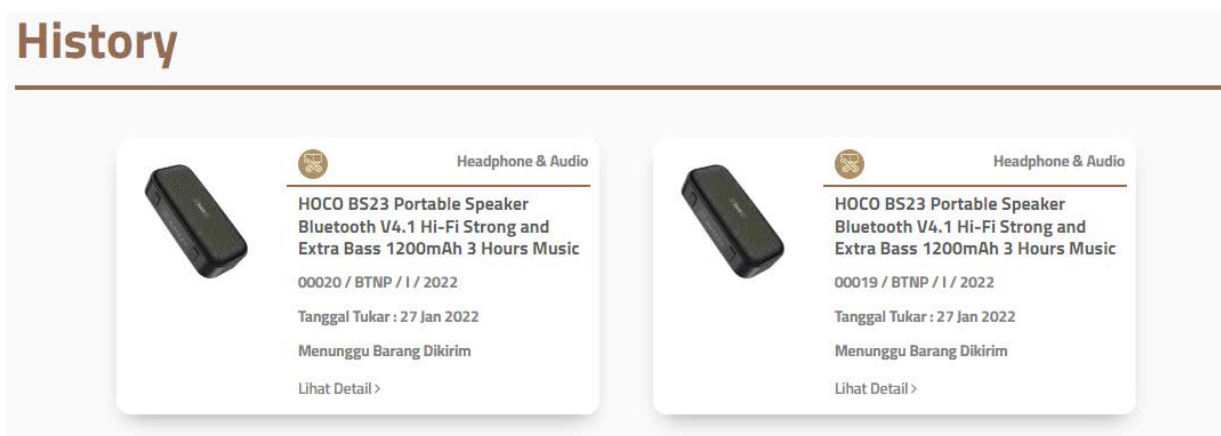 History
Headphone & Audio
HOCO BS23 Portable Speaker
Bluetooth V4.1 Hi-Fi Strong and
Extra Bass 1200mAh 3 Hours Music
00020 / BTNP / I / 2022
Tanggal Tukar : 27 Jan 2022
Menunggu Barang Dikirim
Lihat Detail >
Headphone & Audio
HOCO BS23 Portable Speaker
Bluetooth V4.1 Hi-Fi Strong and
Extra Bass 1200mAh 3 Hours Music
00019 / BTNP / I / 2022
Tanggal Tukar : 27 Jan 2022
Menunggu Barang Dikirim
Lihat Detail >